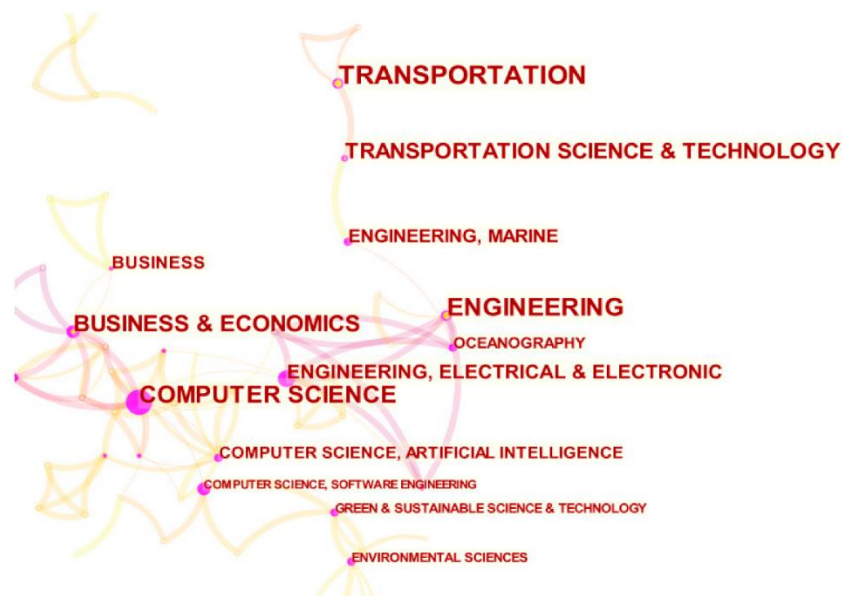 TRANSPORTATION
TRANSPORTATION SCIENCE & TECHNOLOGY
ENGINEERING, MARINE
BUSINESS
ENGINEERING
BUSINESS & ECONOMICS
OCEANOGRAPHY
ENGINEERING, ELECTRICAL & ELECTRONIC
COMPUTER SCIENCE
COMPUTER SCIENCE, ARTIFICIAL INTELLIGENCE
COMPUTER SCIENCE, SOFTWARE ENGINEERING
GREEN & SUSTAINABLE SCIENCE & TECHNOLOGY
ENVIRONMENTAL SCIENCES